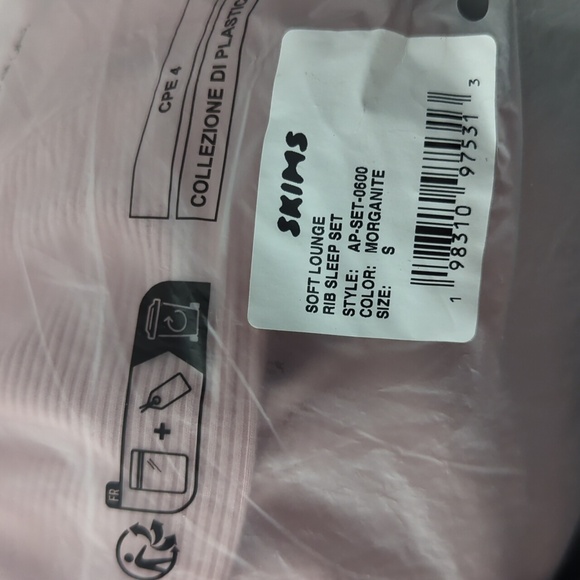 CPE 4
COLLEZIONE DI PLASTIC
SKIMS
SOFT LOUNGE
RIB SLEEP SET
STYLE: AP-SET-0600
COLOR: MORGANITE
SIZE: S
1 98310 97531 3
FR